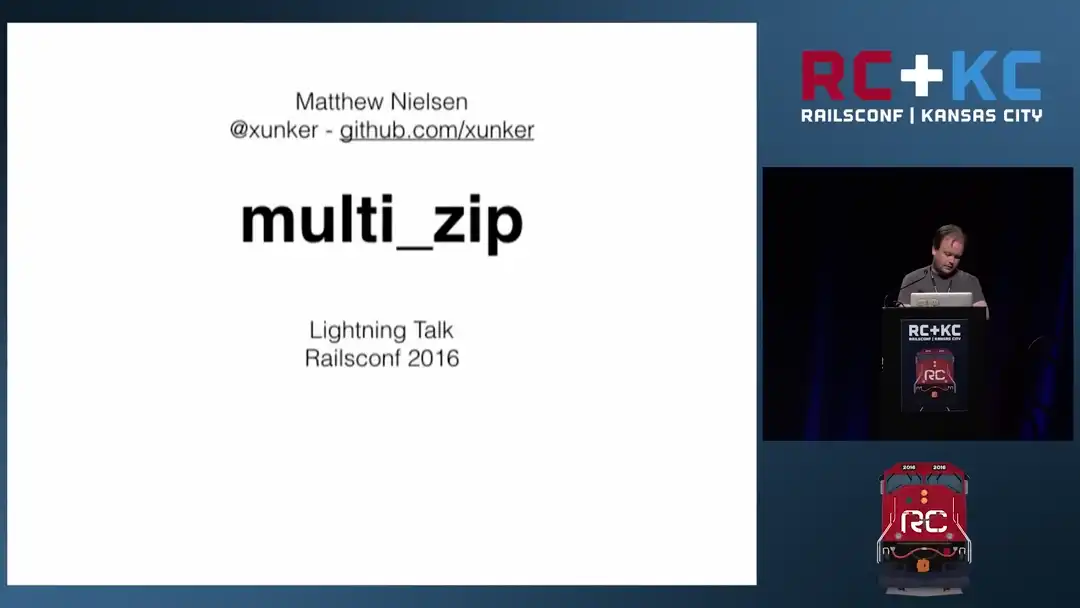 Matthew Nielsen
@xunker - github.com/xunker
multi_zip
Lightning Talk
Railsconf 2016
RC+KC
RAILSCONF | KANSAS CITY
RC+KC
RAILSCONF | KANSAS CITY
RC
2016 2016
RC